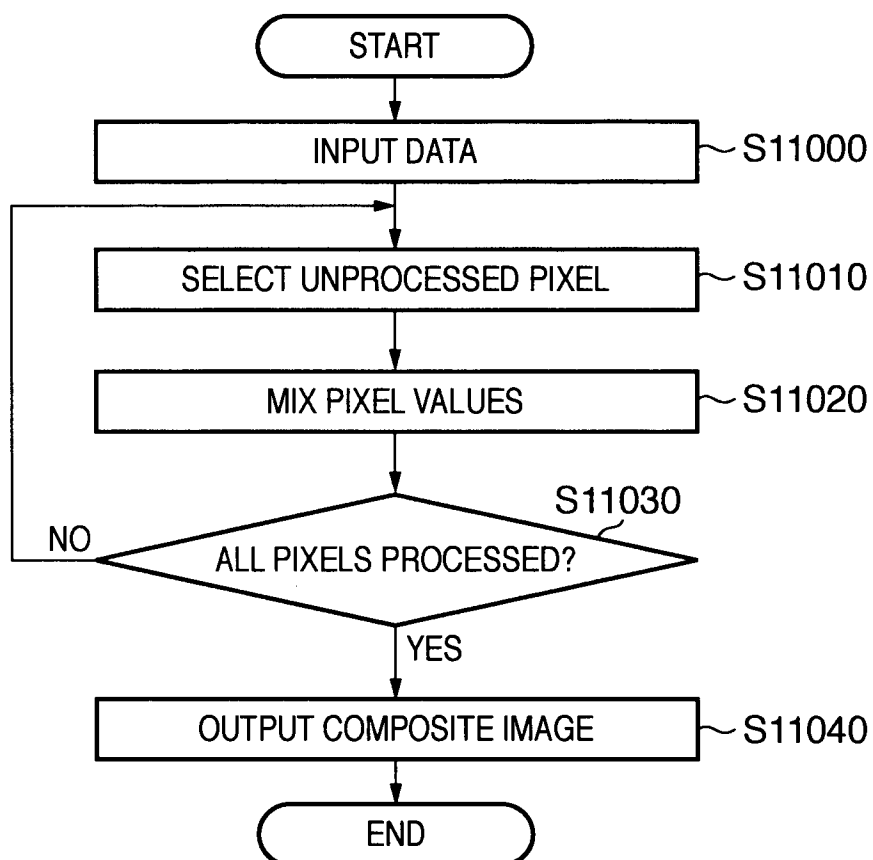 START
INPUT DATA
S11000
SELECT UNPROCESSED PIXEL
S11010
MIX PIXEL VALUES
S11020
S11030
NO
ALL PIXELS PROCESSED?
YES
OUTPUT COMPOSITE IMAGE
S11040
END